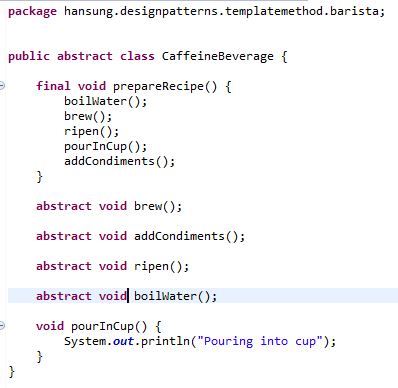 package hansung.designpatterns.templatemethod.barista;
public abstract class CaffeineBeverage {
final void prepareRecipe() {
boilWater();
brew();
ripen();
pourInCup();
addCondiments();
}
abstract void brew();
abstract void addCondiments();
abstract void ripen();
abstract void boilWater();
void pourInCup() {
System.out.println("Pouring into cup");
}
}